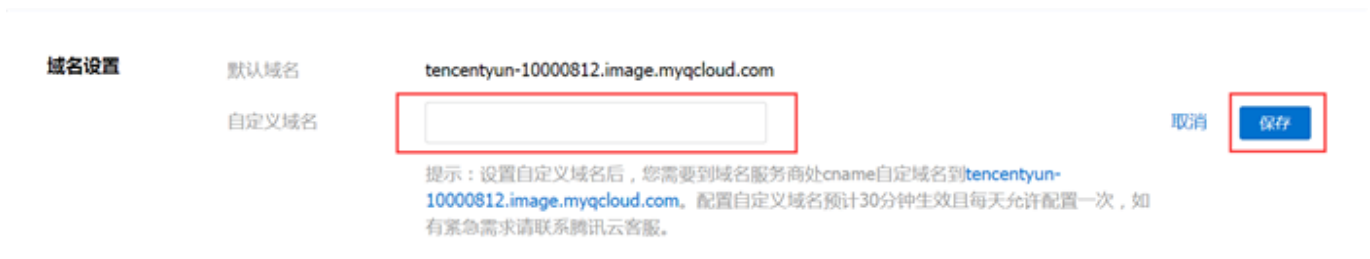 域名设置
默认域名
tencentyun-10000812.image.myqcloud.com
自定义域名
取消
保存
提示：设置自定义域名后，您需要到域名服务商处cname自定域名到tencentyun-
10000812.image.myqcloud.com。配置自定义域名预计30分钟生效且每天允许配置一次，如
有紧急需求请联系腾讯云客服。